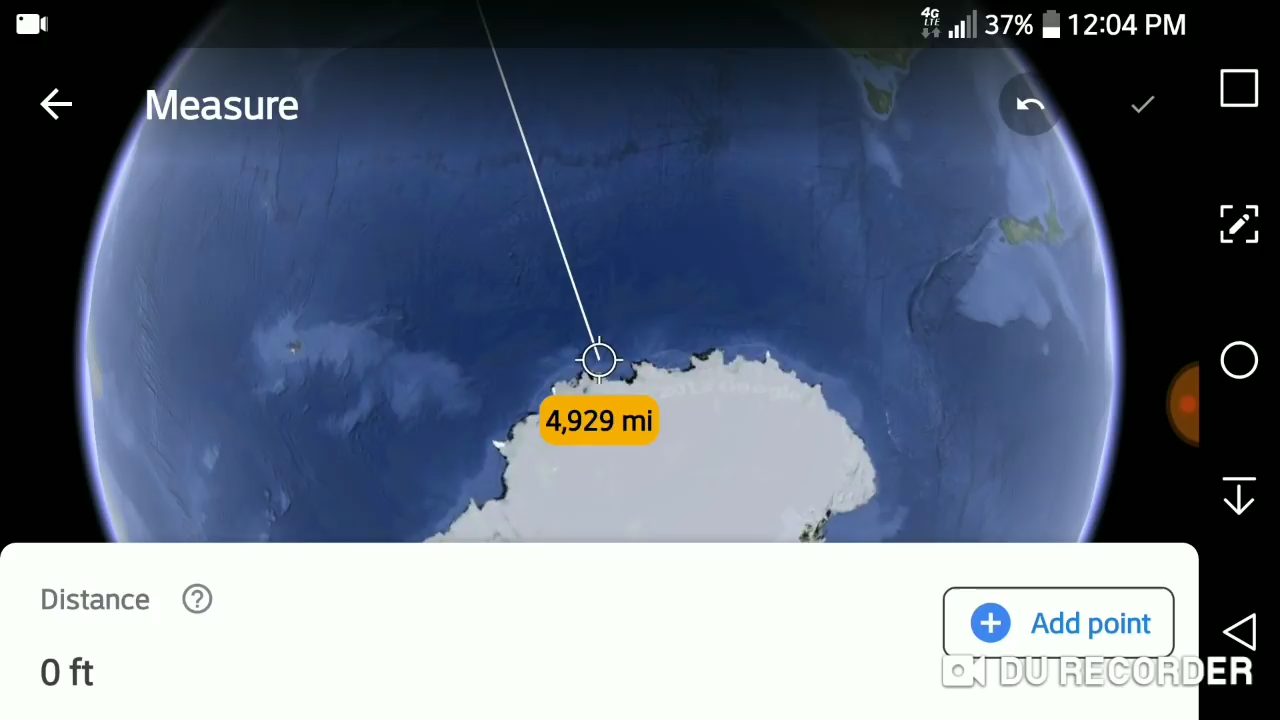 4G LTE 37% 12:04 PM
Measure
4,929 mi
Distance ?
Add point
0 ft
DU RECORDER